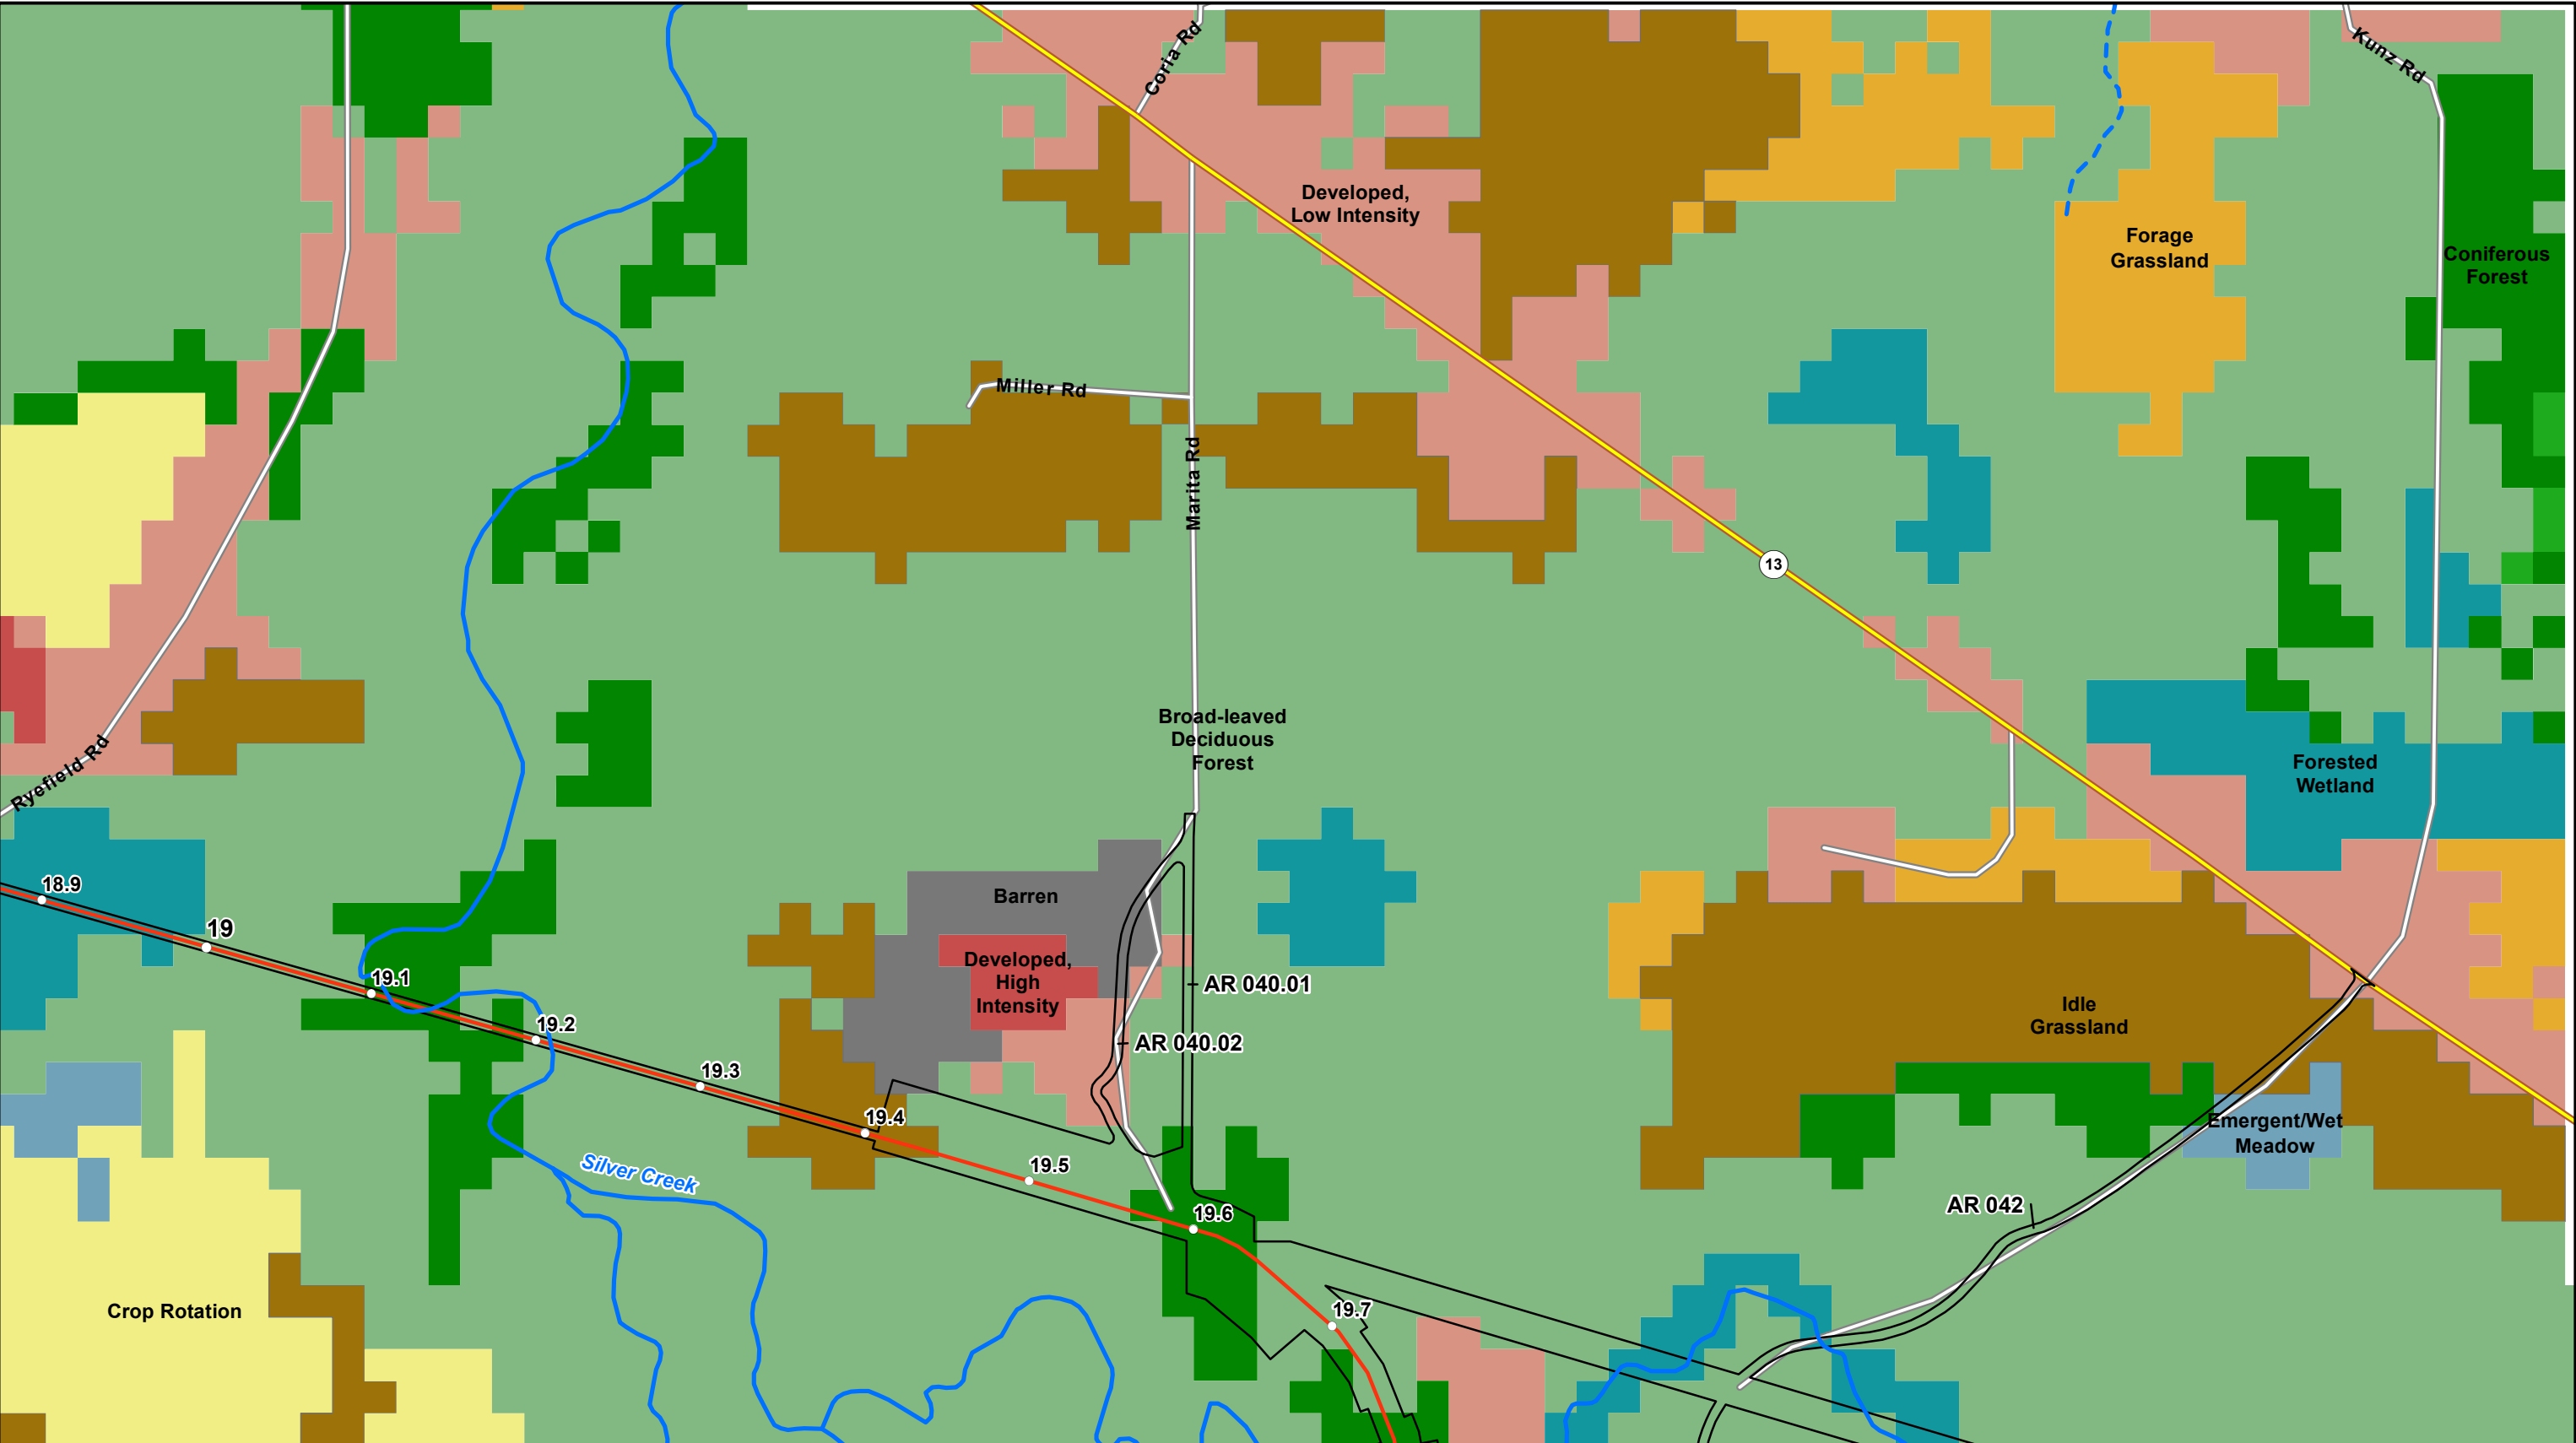 Coria Rd
Kunz Rd
Developed,
Low Intensity
Forage
Grassland
Coniferous
Forest
Miller Rd
Marita Rd
13
Broad-leaved
Deciduous
Forest
Ryefield Rd
Forested
Wetland
18.9
19
19.1
19.2
19.3
19.4
19.5
19.6
19.7
Barren
Developed,
High
Intensity
AR 040.01
AR 040.02
Idle
Grassland
Emergent/Wet
Meadow
Silver Creek
AR 042
Crop Rotation